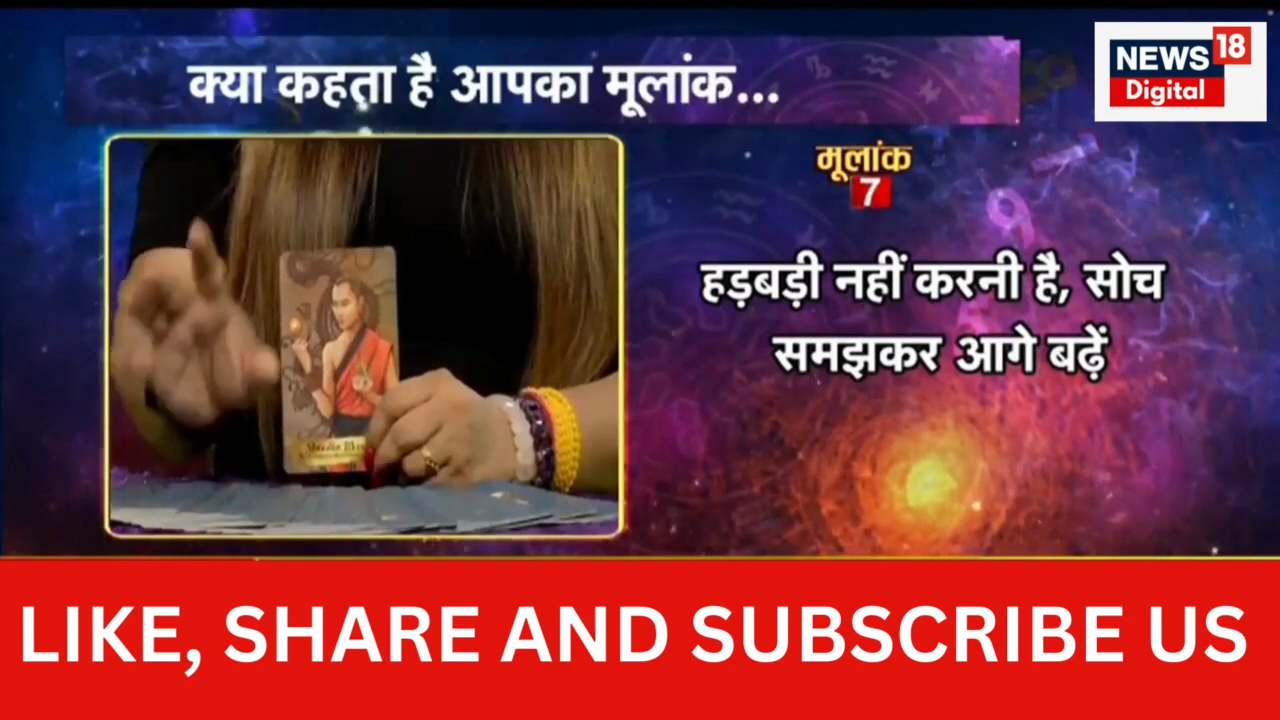 क्या कहता है आपका मूलांक...
NEWS 18
Digital
मूलांक
7
हड़बड़ी नहीं करनी है, सोच
समझकर आगे बढ़ें
LIKE, SHARE AND SUBSCRIBE US